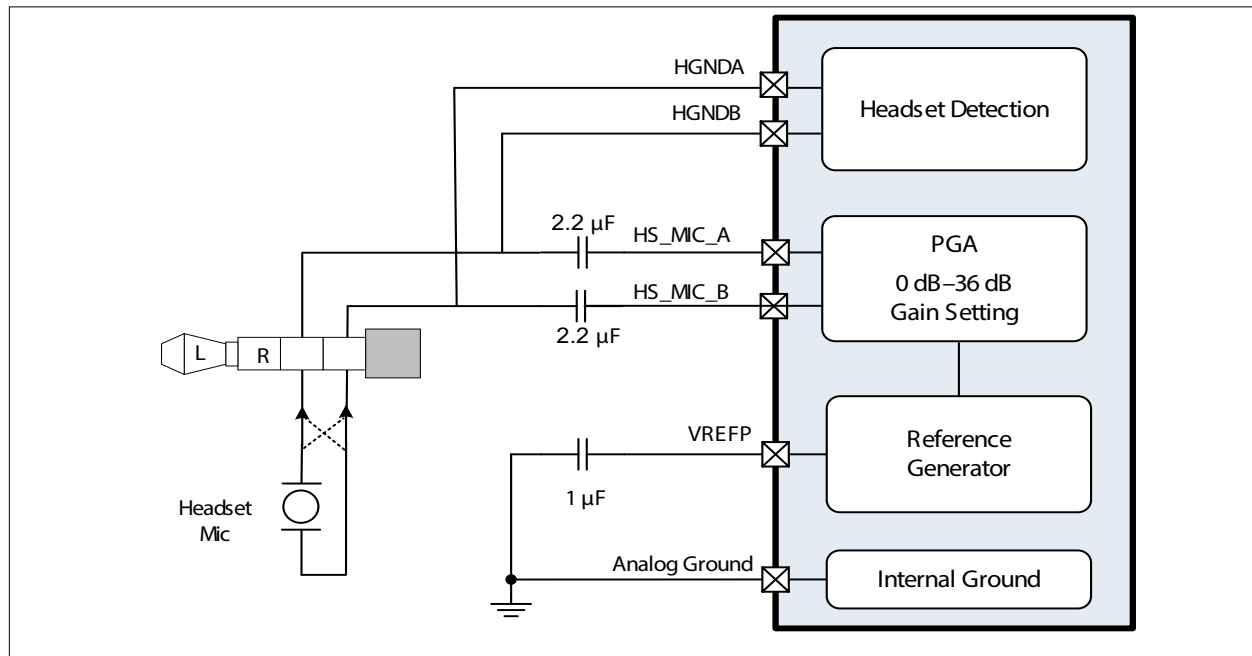 HGNDA
HGNDB
Headset Detection
2.2 µF
HS_MIC_A
HS_MIC_B
2.2 µF
PGA
0 dB–36 dB
Gain Setting
L
R
VREFP
1 µF
Reference
Generator
Headset
Mic
Analog Ground
Internal Ground